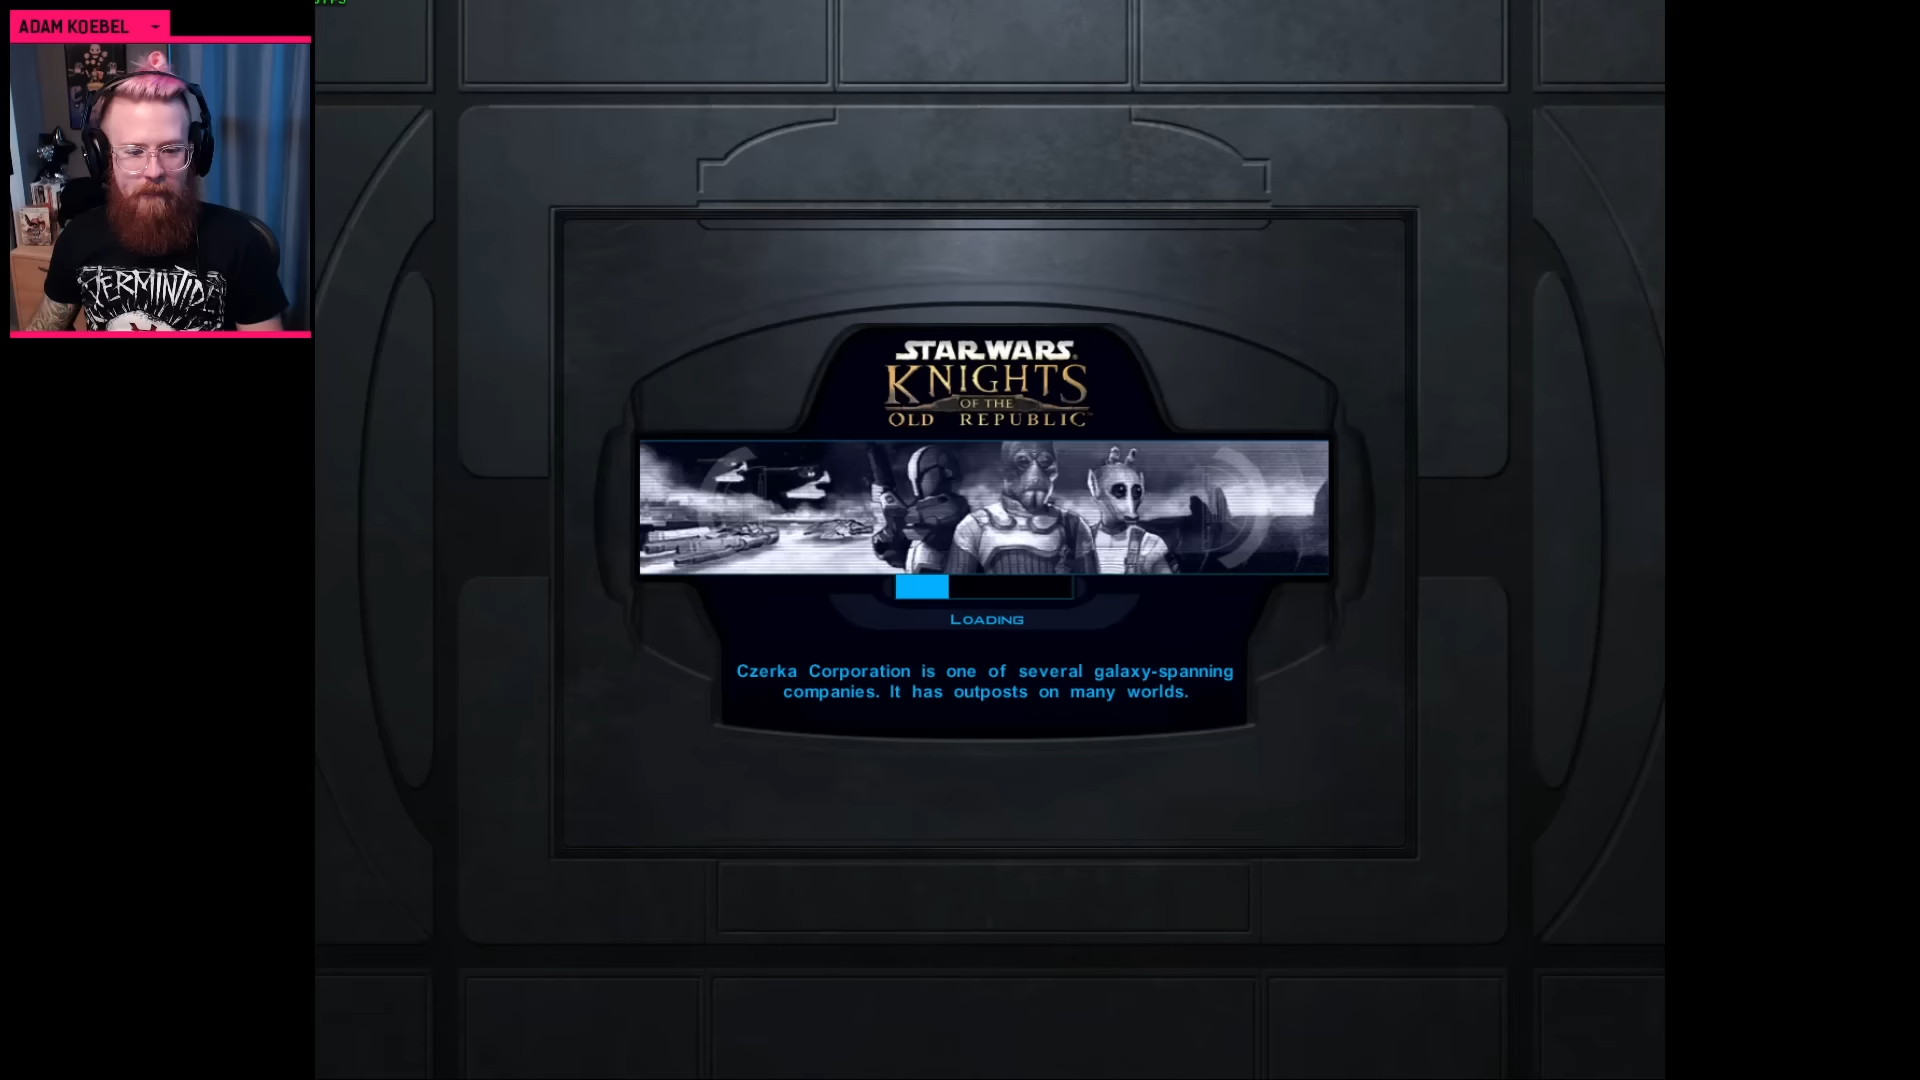 ADAM KOEBEL
STAR WARS
KNIGHTS
OF THE
OLD REPUBLIC
LOADING
Czerka Corporation is one of several galaxy-spanning
companies. It has outposts on many worlds.